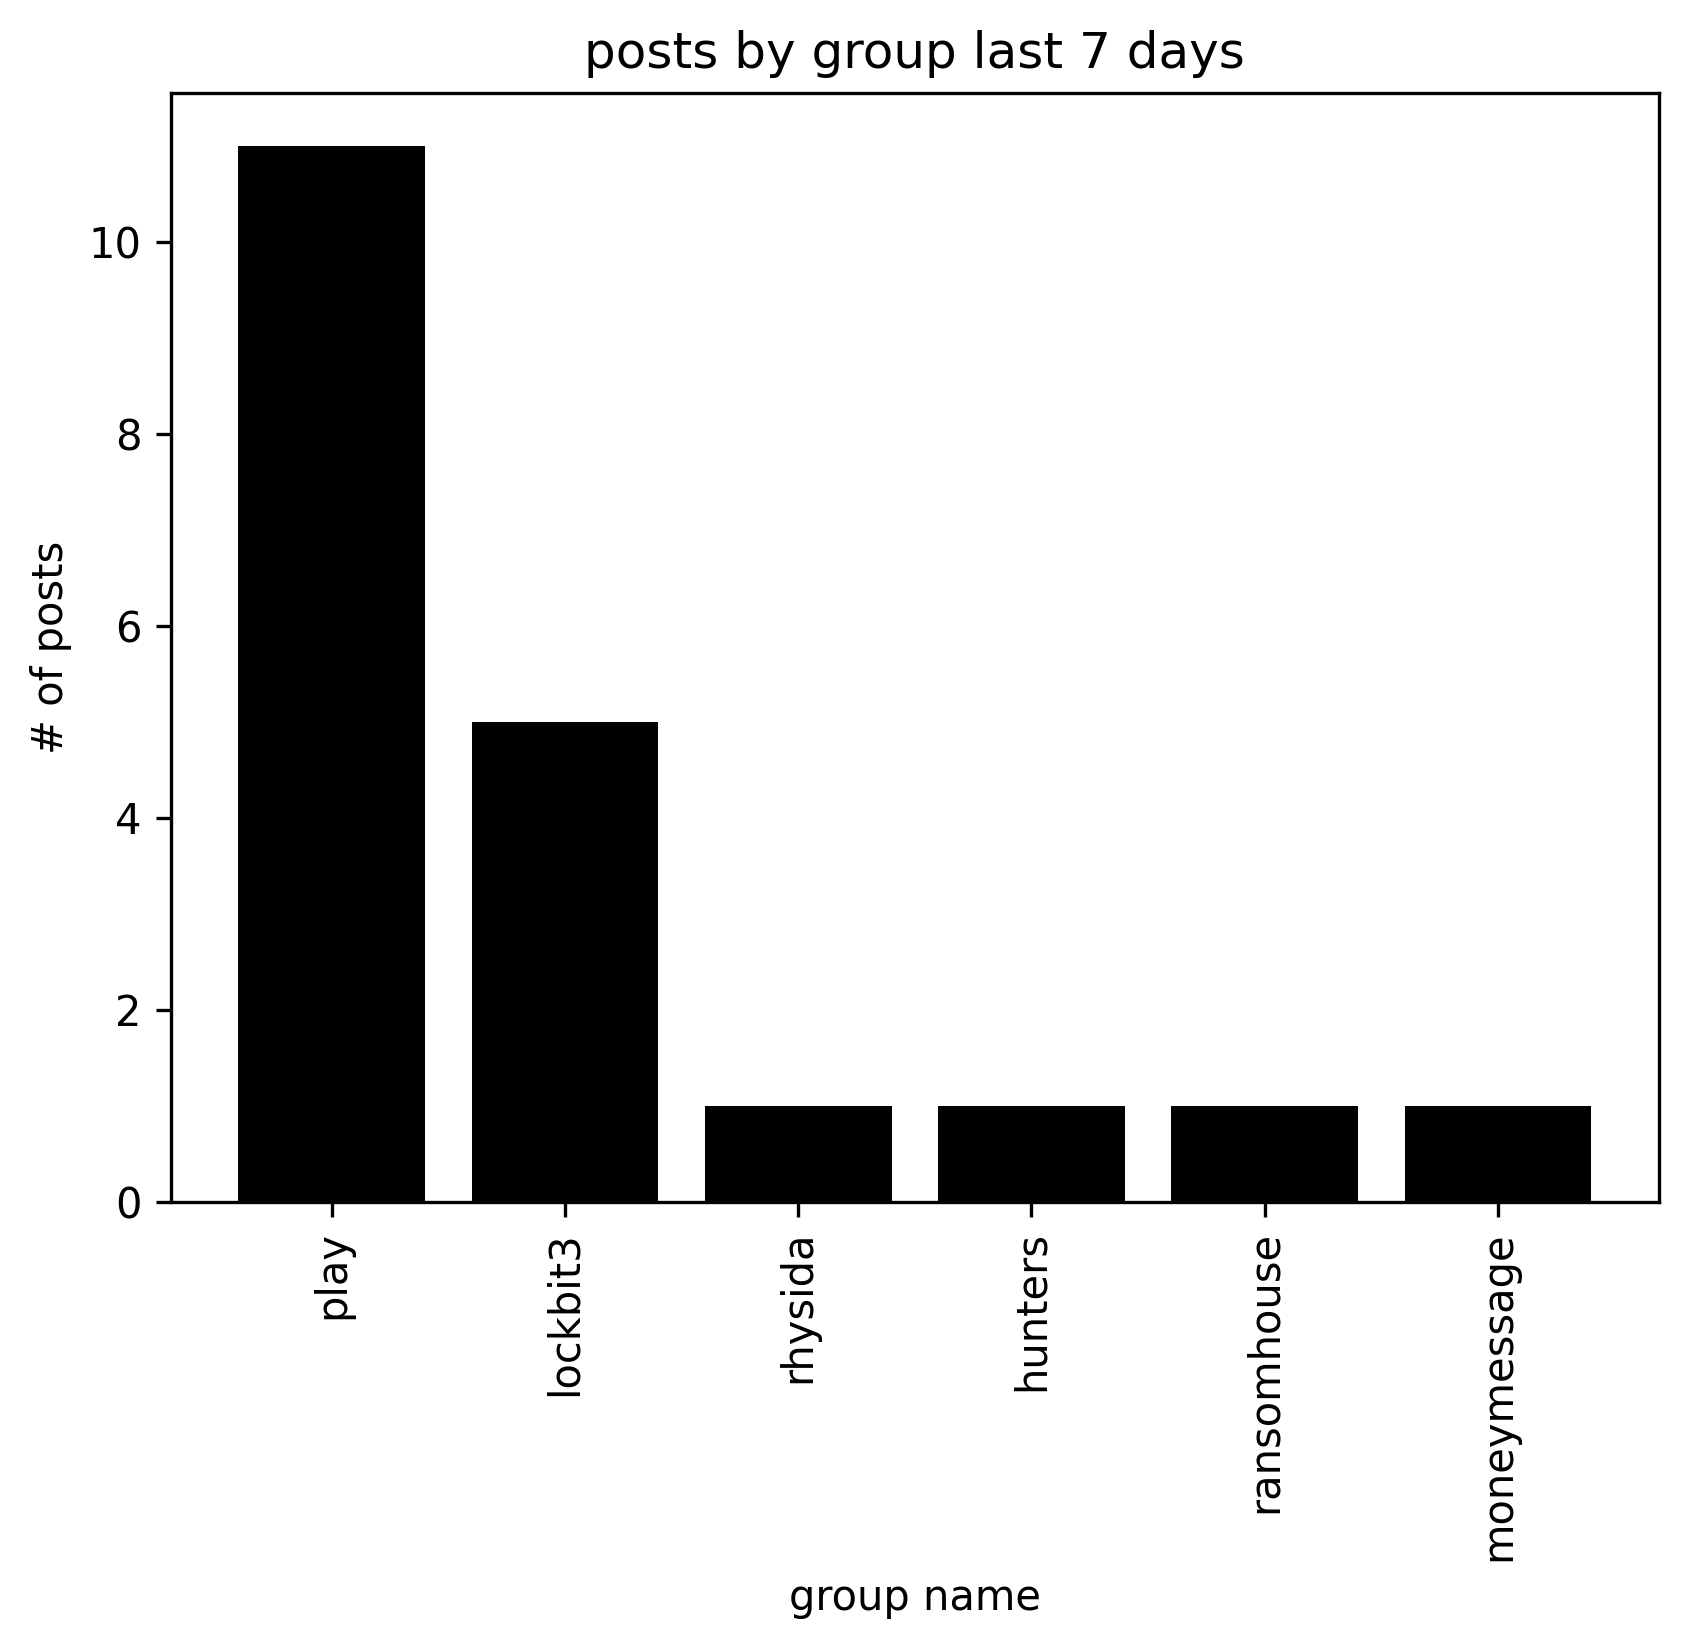 posts by group last 7 days
# of posts
10
8
6
4
2
0
play
lockbit3
rhysida
hunters
ransomhouse
moneymessage
group name